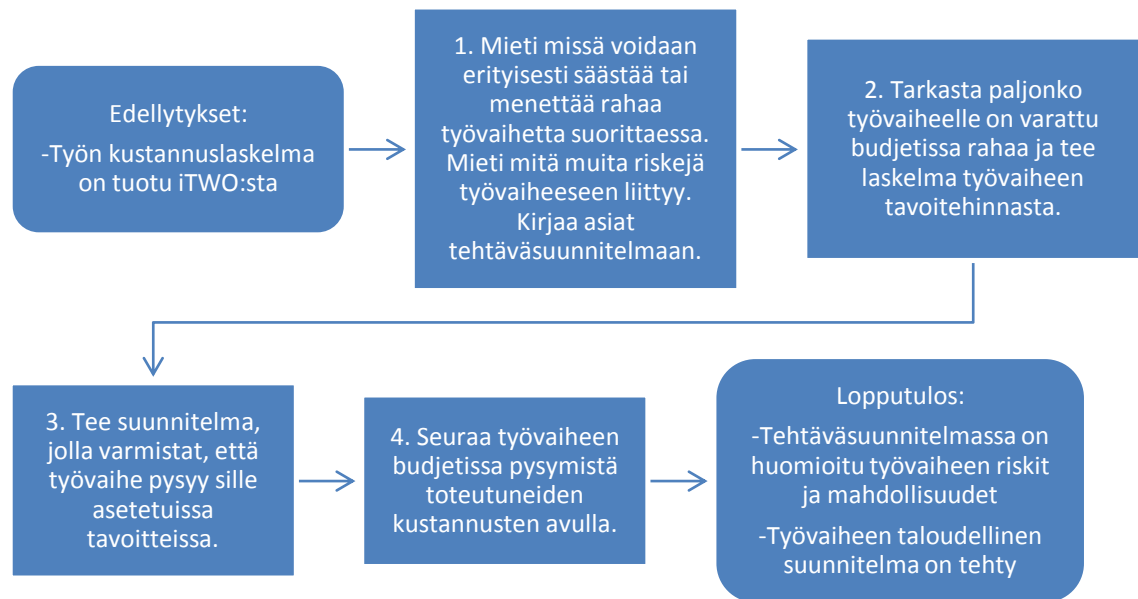 Edellytykset:
-Työn kustannuslaskelma
on tuotu iTWO:sta
1. Mieti missä voidaan
erityisesti säästää tai
menettää rahaa
työvaihetta suorittaessa.
Mieti mitä muita riskejä
työvaiheeseen liittyy.
Kirjaa asiat
tehtäväsuunnitelmaan.
2. Tarkasta paljonko
työvaiheelle on varattu
budjetissa rahaa ja tee
laskelma työvaiheen
tavoitehinnasta.
3. Tee suunnitelma,
jolla varmistat, että
työvaihe pysyy sille
asetetuissa
tavoitteissa.
4. Seuraa työvaiheen
budjetissa pysymistä
toteutuneiden
kustannusten avulla.
Lopputulos:
-Tehtäväsuunnitelmassa on
huomioitu työvaiheen riskit
ja mahdollisuudet
-Työvaiheen taloudellinen
suunnitelma on tehty